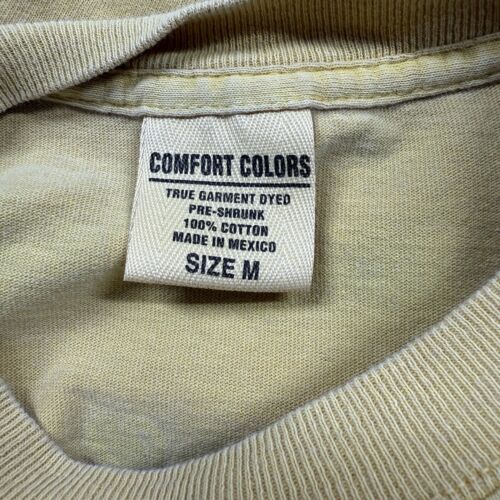 COMFORT COLORS
TRUE GARMENT DYED
PRE-SHRUNK
100% COTTON
MADE IN MEXICO
SIZE M